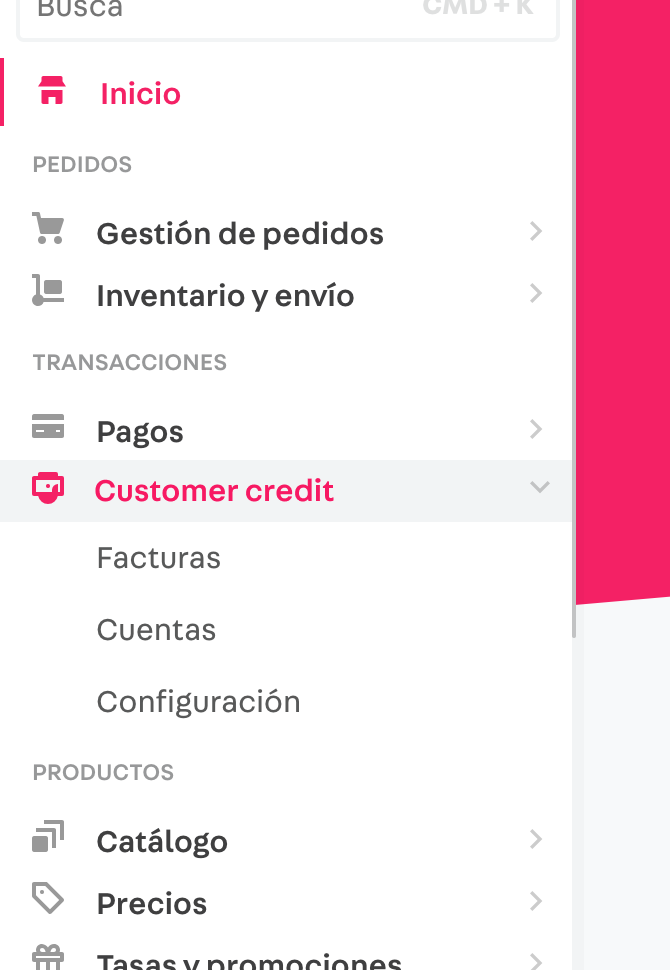 Busca CMD + K
Inicio
PEDIDOS
Gestión de pedidos
Inventario y envío
TRANSACCIONES
Pagos
Customer credit
Facturas
Cuentas
Configuración
PRODUCTOS
Catálogo
Precios
Tasas y promociones